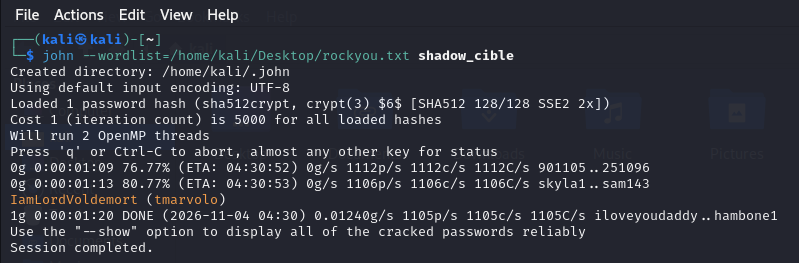 File Actions Edit View Help
┌──(kali㉿kali)-[~]
└─$ john --wordlist=/home/kali/Desktop/rockyou.txt shadow_cible
Created directory: /home/kali/.john
Using default input encoding: UTF-8
Loaded 1 password hash (sha512crypt, crypt(3) $6$ [SHA512 128/128 SSE2 2x])
Cost 1 (iteration count) is 5000 for all loaded hashes
Will run 2 OpenMP threads
Press 'q' or Ctrl-C to abort, almost any other key for status
0g 0:00:01:09 76.77% (ETA: 04:30:52) 0g/s 1112p/s 1112c/s 1112C/s 901105..251096
0g 0:00:01:13 80.77% (ETA: 04:30:53) 0g/s 1106p/s 1106c/s 1106C/s skyla1..sam143
IamLordVoldemort (tmarvolo)
1g 0:00:01:20 DONE (2026-11-04 04:30) 0.01240g/s 1105p/s 1105c/s 1105C/s iloveyoudaddy..hambone1
Use the "--show" option to display all of the cracked passwords reliably
Session completed.
Music
Pictures